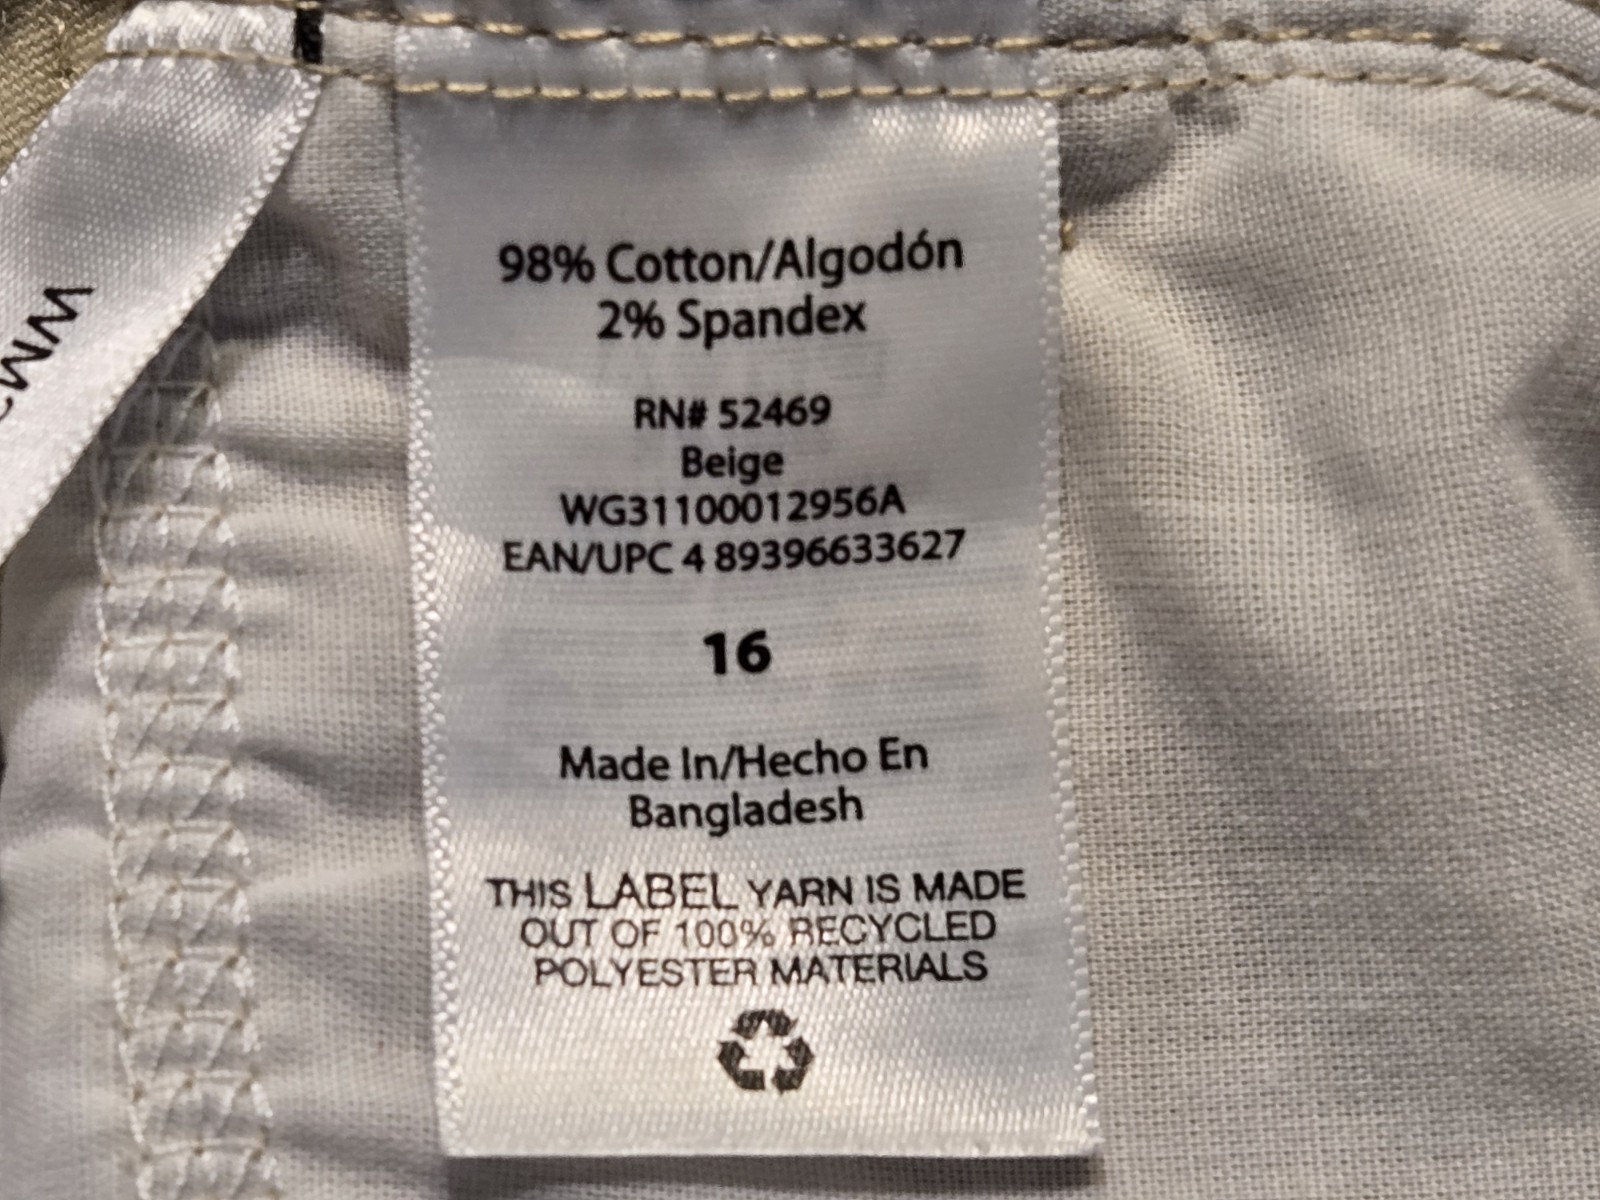 98% Cotton/Algodón
2% Spandex
RN# 52469
Beige
WG31100012956A
EAN/UPC 4 89396633627
16
Made In/Hecho En
Bangladesh
THIS LABEL YARN IS MADE
OUT OF 100% RECYCLED
POLYESTER MATERIALS